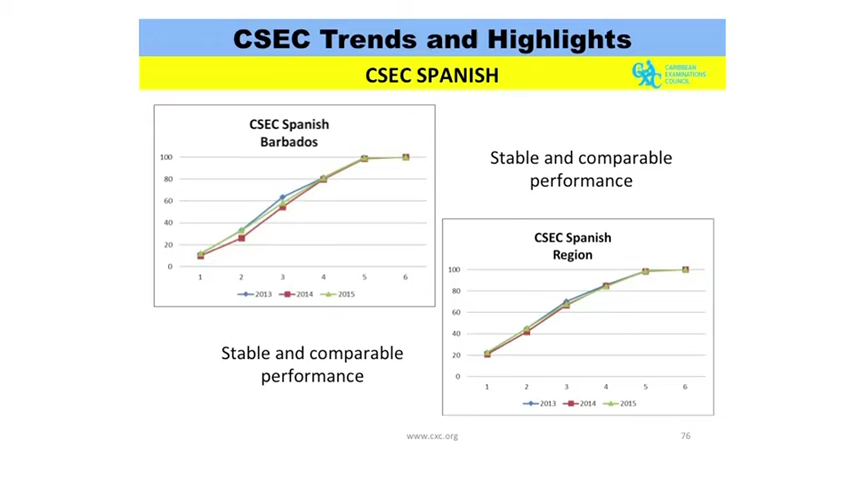 CSEC Trends and Highlights
CSEC SPANISH
CARIBBEAN
EXAMINATIONS
COUNCIL
CXC
CSEC Spanish
Barbados
100
80
60
40
20
0
1 2 3 4 5 6
2013 2014 2015
Stable and comparable
performance
CSEC Spanish
Region
100
80
60
40
20
0
1 2 3 4 5 6
2013 2014 2015
Stable and comparable
performance
www.cxc.org
76